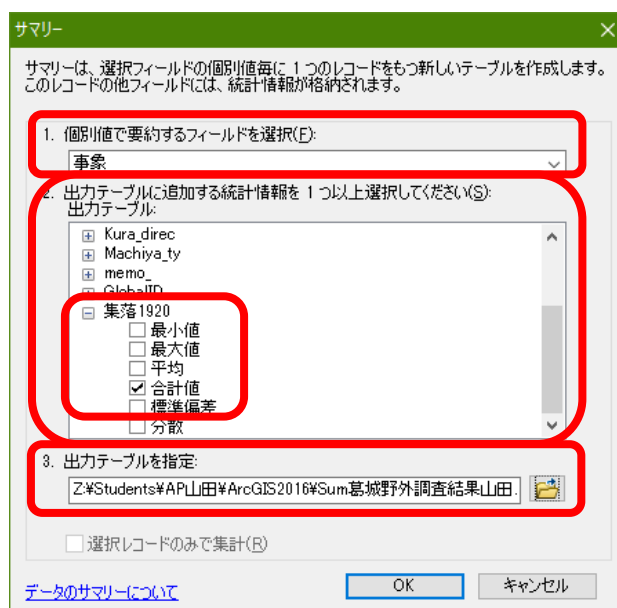 サマリー
サマリーは、選択フィールドの個別値毎に 1 つのレコードをもつ新しいテーブルを作成します。
このレコードの他フィールドには、統計情報が格納されます。
1. 個別値で要約するフィールドを選択(F):
事象
2. 出力テーブルに追加する統計情報を 1 つ以上選択してください(S):
出力テーブル:
Kura_direc
Machiya_ty
memo_
GlobalID
集落1920
最小値
最大値
平均
合計値
標準偏差
分散
3. 出力テーブルを指定:
Z:¥Students¥AP山田¥ArcGIS2016¥Sum葛城野外調査結果山田.
選択レコードのみで集計(R)
データのサマリーについて
OK
キャンセル